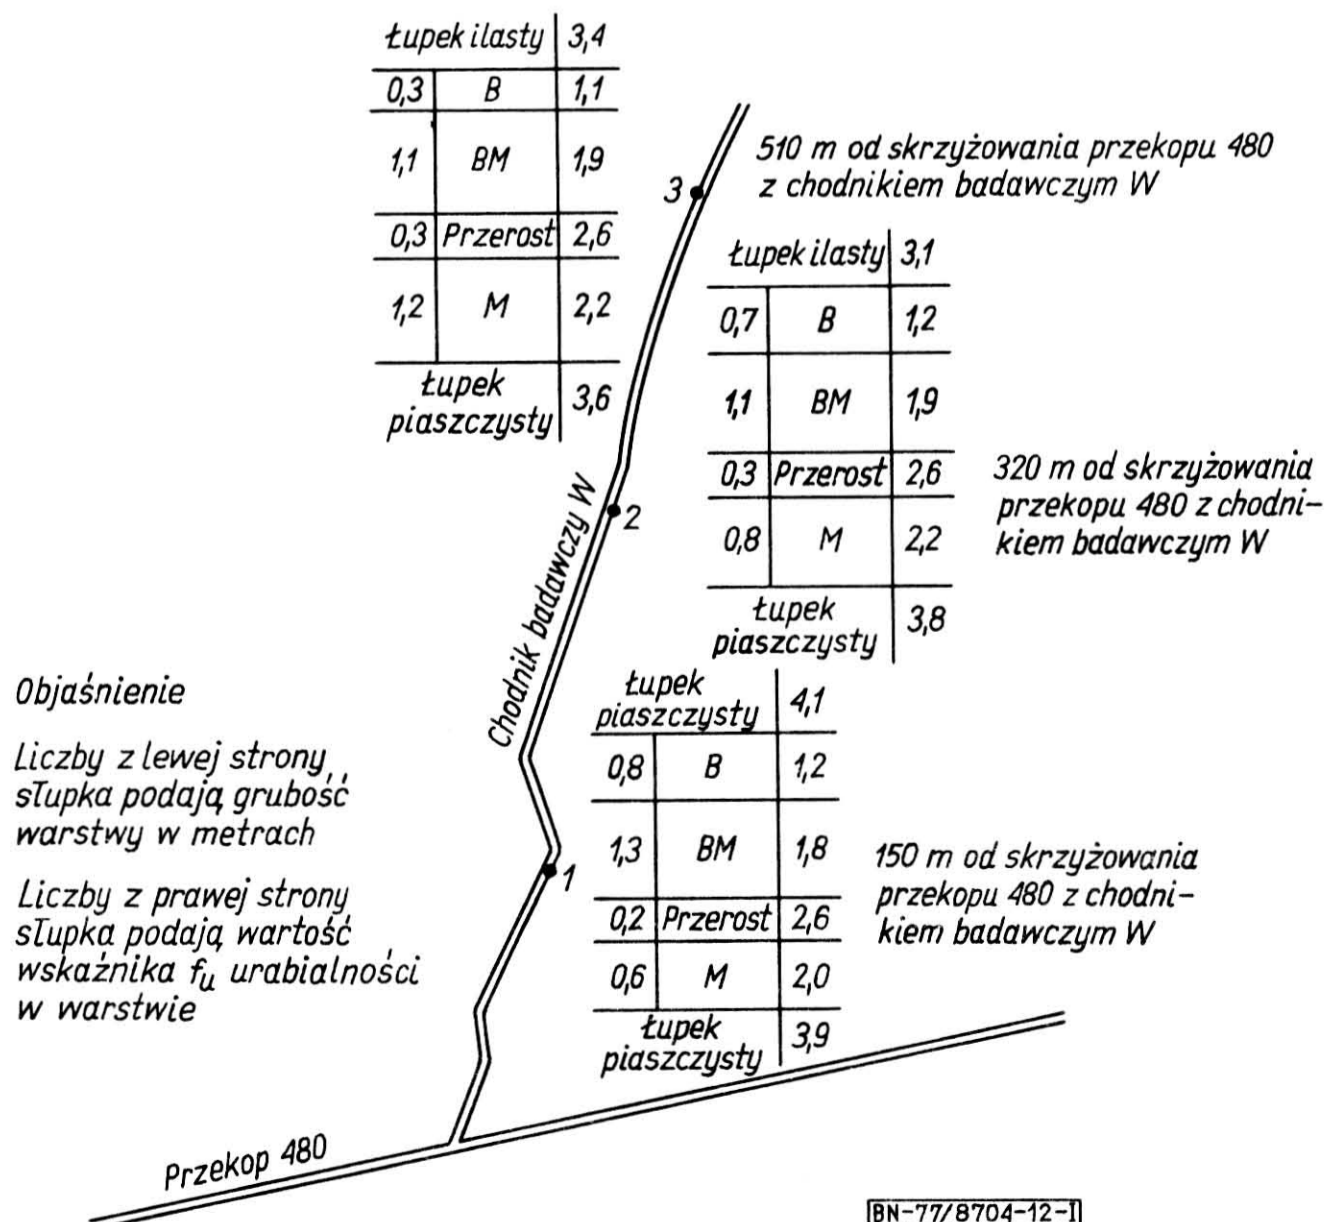 Łupek ilasty 3,4
0,3 B 1,1
1,1 BM 1,9
0,3 Przerost 2,6
1,2 M 2,2
Łupek
piaszczysty 3,6
3
510 m od skrzyżowania przekopu 480
z chodnikiem badawczym W
Łupek ilasty 3,1
0,7 B 1,2
1,1 BM 1,9
0,3 Przerost 2,6
0,8 M 2,2
Łupek
piaszczysty 3,8
320 m od skrzyżowania
przekopu 480 z chodni-
kiem badawczym W
2
Chodnik badawczy W
Łupek
piaszczysty 4,1
0,8 B 1,2
1,3 BM 1,8
0,2 Przerost 2,6
0,6 M 2,0
Łupek
piaszczysty 3,9
150 m od skrzyżowania
przekopu 480 z chodni-
kiem badawczym W
1
Objaśnienie
Liczby z lewej strony
słupka podają grubość
warstwy w metrach
Liczby z prawej strony
słupka podają wartość
wskaźnika fu urabialności
w warstwie
Przekop 480
BN-77/8704-12-I